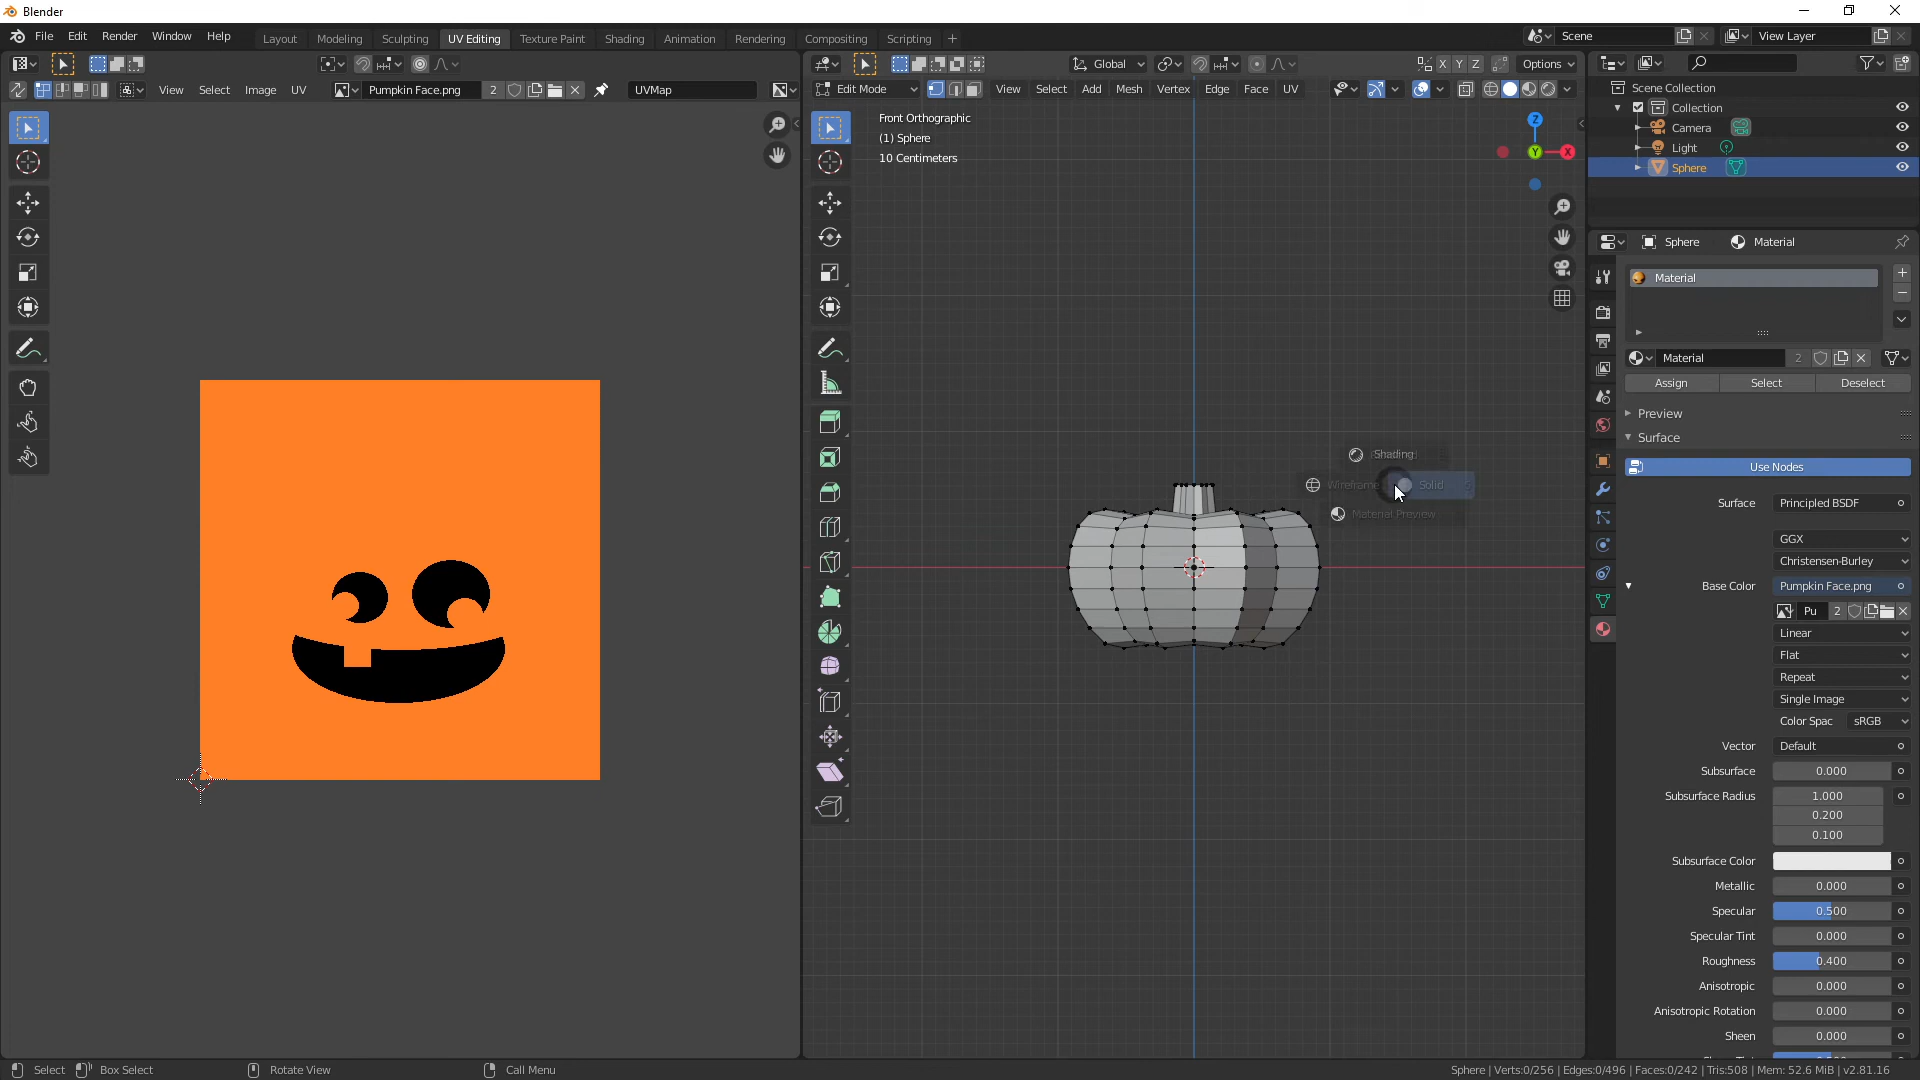 Blender
File Edit Render Window Help Layout Modeling Sculpting UV Editing Texture Paint Shading Animation Rendering Compositing Scripting + Scene View Layer
Global X Y Z Options
View Select Image UV Pumpkin Face.png 2 UVMap
Edit Mode View Select Add Mesh Vertex Edge Face UV
Front Orthographic
(1) Sphere
10 Centimeters
Z
Y
X
Scene Collection
Collection
Camera
Light
Sphere
Sphere Material
Material
Material 2
Assign Select Deselect
Preview
Surface
Use Nodes
Surface Principled BSDF
GGX
Christensen-Burley
Base Color Pumpkin Face.png
Pu 2
Linear
Flat
Repeat
Single Image
Color Spac sRGB
Vector Default
Subsurface 0.000
Subsurface Radius 1.000
0.200
0.100
Subsurface Color
Metallic 0.000
Specular 0.500
Specular Tint 0.000
Roughness 0.400
Anisotropic 0.000
Anisotropic Rotation 0.000
Sheen 0.000
Shading
Wireframe Solid
Material Preview
Select Box Select Rotate View Call Menu
Sphere | Verts:0/256 | Edges:0/496 | Faces:0/242 | Tris:508 | Mem: 52.6 MiB | v2.81.16